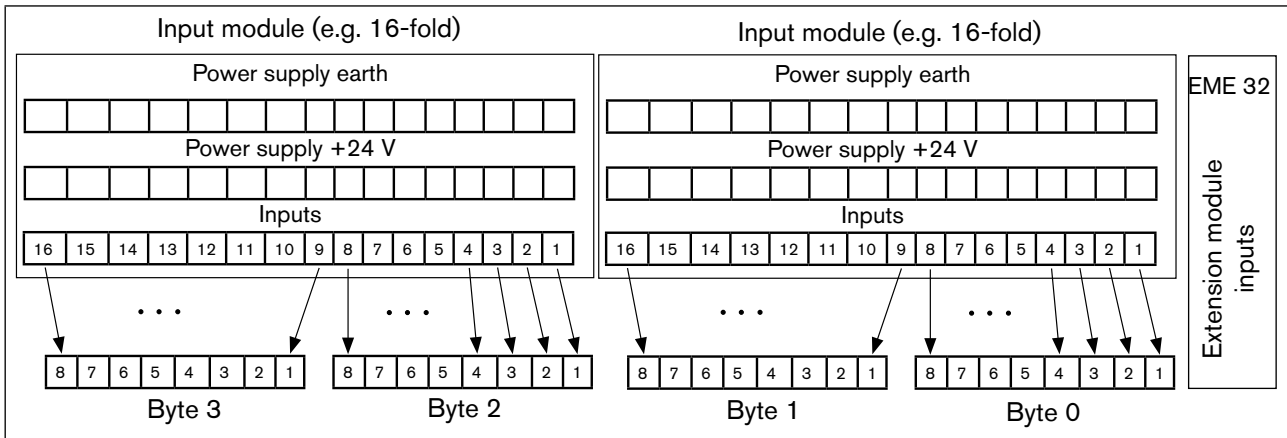 Input module (e.g. 16-fold)
Power supply earth
Power supply +24 V
Inputs
16 15 14 13 12 11 10 9 8 7 6 5 4 3 2 1
. . .
. . .
8 7 6 5 4 3 2 1
Byte 3
8 7 6 5 4 3 2 1
Byte 2
Input module (e.g. 16-fold)
Power supply earth
Power supply +24 V
Inputs
16 15 14 13 12 11 10 9 8 7 6 5 4 3 2 1
. . .
. . .
8 7 6 5 4 3 2 1
Byte 1
8 7 6 5 4 3 2 1
Byte 0
EME 32
Extension module
inputs